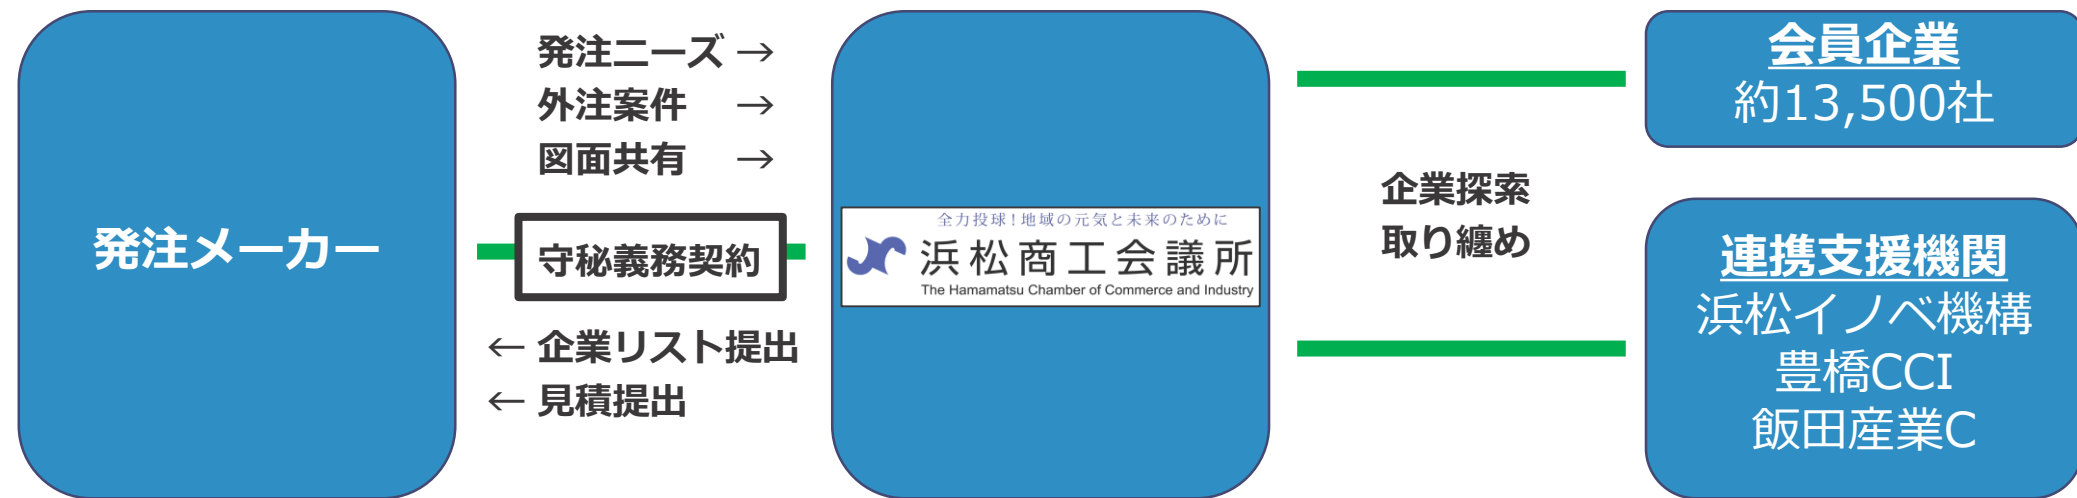 発注メーカー
発注ニーズ →
外注案件 →
図面共有 →
守秘義務契約
← 企業リスト提出
← 見積提出
全力投球!地域の元気と未来のために
浜松商工会議所
The Hamamatsu Chamber of Commerce and Industry
企業探索
取り纏め
会員企業
約13,500社
連携支援機関
浜松イノベ機構
豊橋CCI
飯田産業C